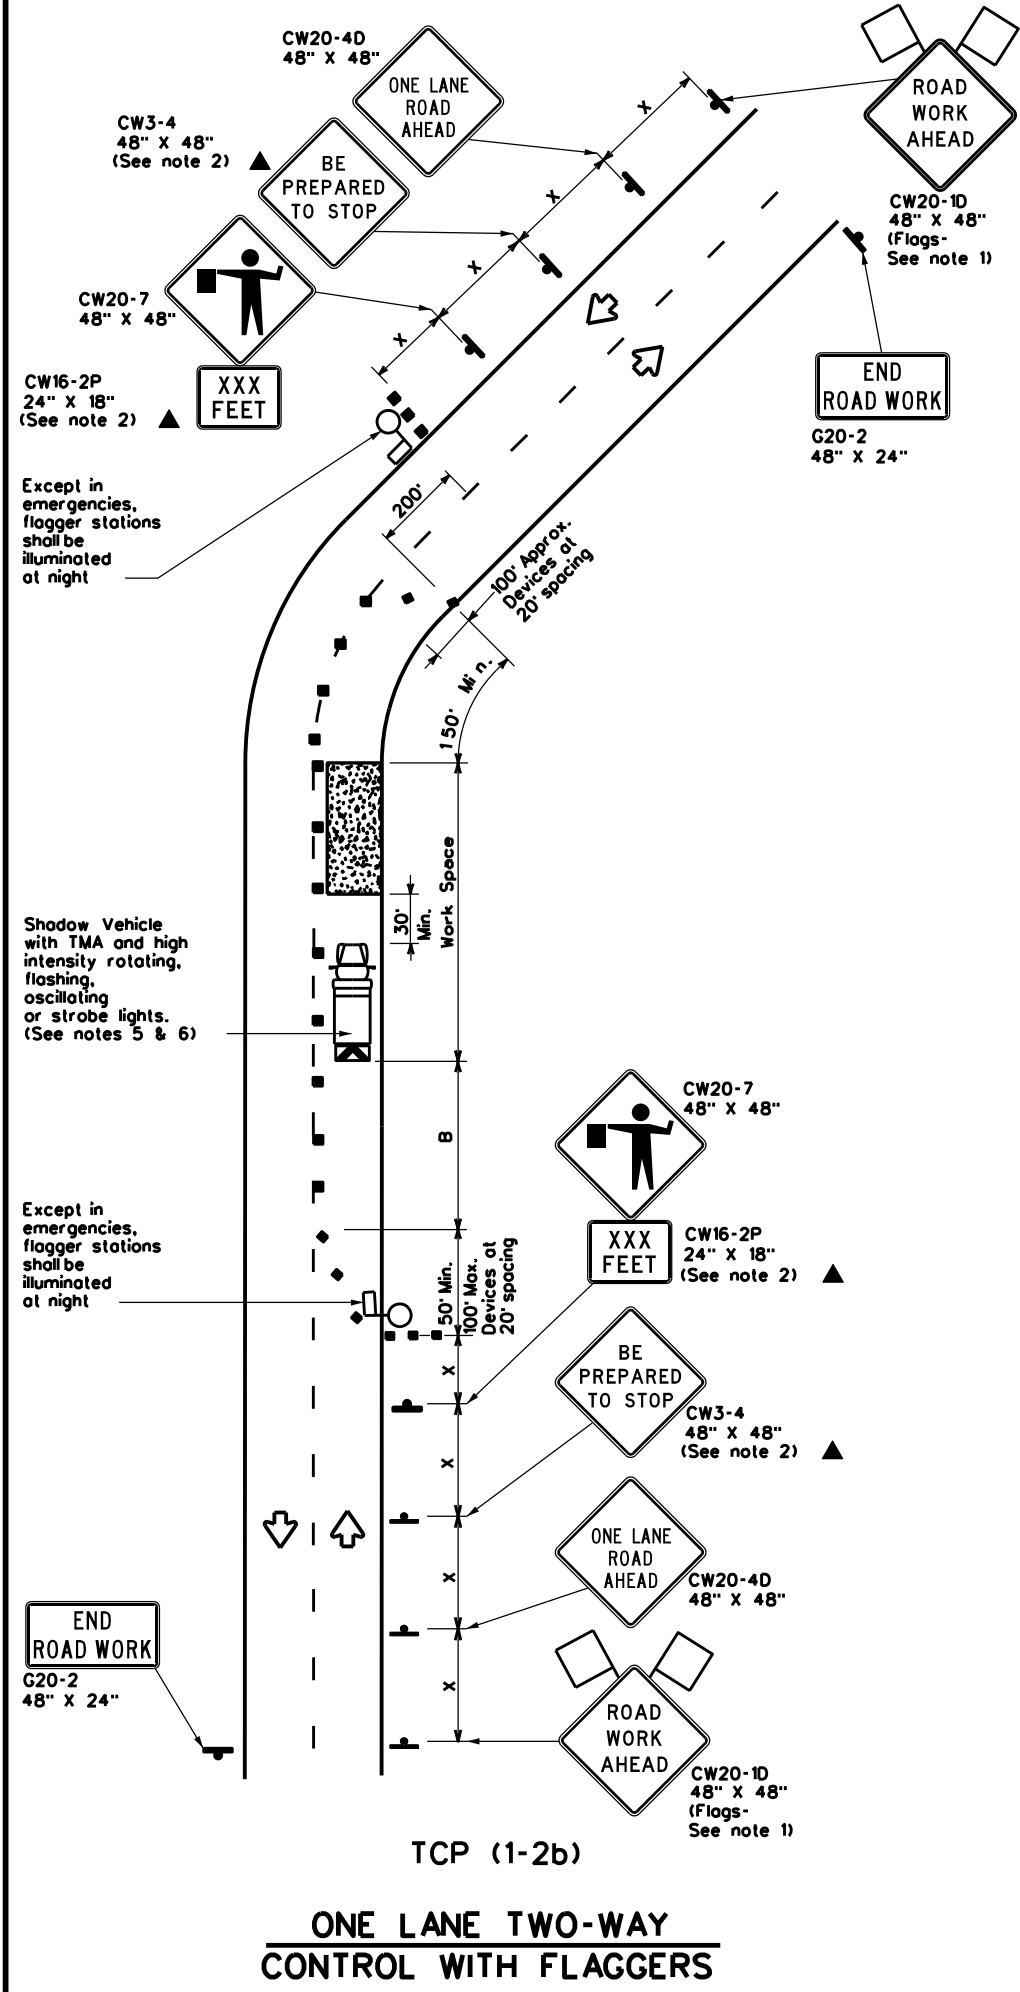 CW20-4D
48" X 48"
ONE LANE
ROAD
AHEAD
ROAD
WORK
AHEAD
CW20-1D
48" X 48"
(Flags-
See note 1)
CW3-4
48" X 48"
(See note 2)
BE
PREPARED
TO STOP
X
X
X
X
CW20-7
48" X 48"
CW16-2P
24" X 18"
(See note 2)
XXX
FEET
END
ROAD WORK
G20-2
48" X 24"
Except in
emergencies,
flagger stations
shall be
illuminated
at night
200'
100' Approx.
Devices at
20' spacing
150' Min.
Work Space
30'
Min.
Shadow Vehicle
with TMA and high
intensity rotating,
flashing,
oscillating
or strobe lights.
(See notes 5 & 6)
B
CW20-7
48" X 48"
XXX
FEET
CW16-2P
24" X 18"
(See note 2)
Except in
emergencies,
flagger stations
shall be
illuminated
at night
50' Min.
100' Max.
Devices at
20' spacing
X
X
X
X
BE
PREPARED
TO STOP
CW3-4
48" X 48"
(See note 2)
ONE LANE
ROAD
AHEAD
CW20-4D
48" X 48"
END
ROAD WORK
G20-2
48" X 24"
ROAD
WORK
AHEAD
CW20-1D
48" X 48"
(Flags-
See note 1)
TCP (1-2b)
ONE LANE TWO-WAY
CONTROL WITH FLAGGERS